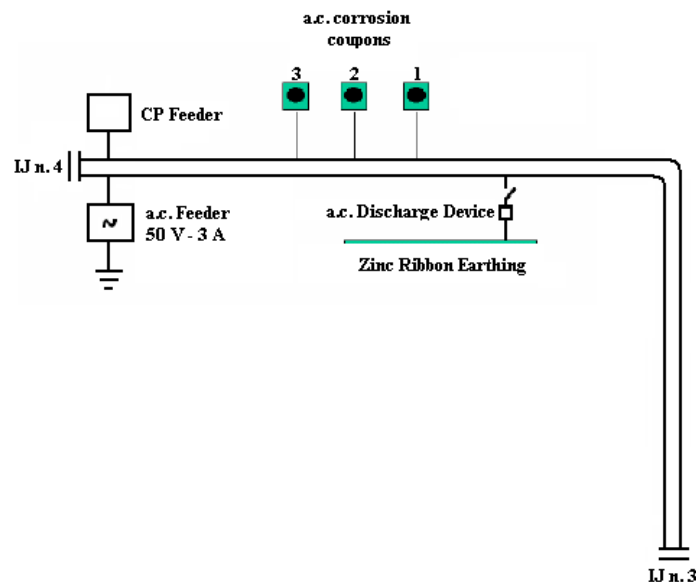 a.c. corrosion
coupons
3 2 1
CP Feeder
IJ n. 4
~
a.c. Feeder
50 V - 3 A
a.c. Discharge Device
Zinc Ribbon Earthing
IJ n. 3